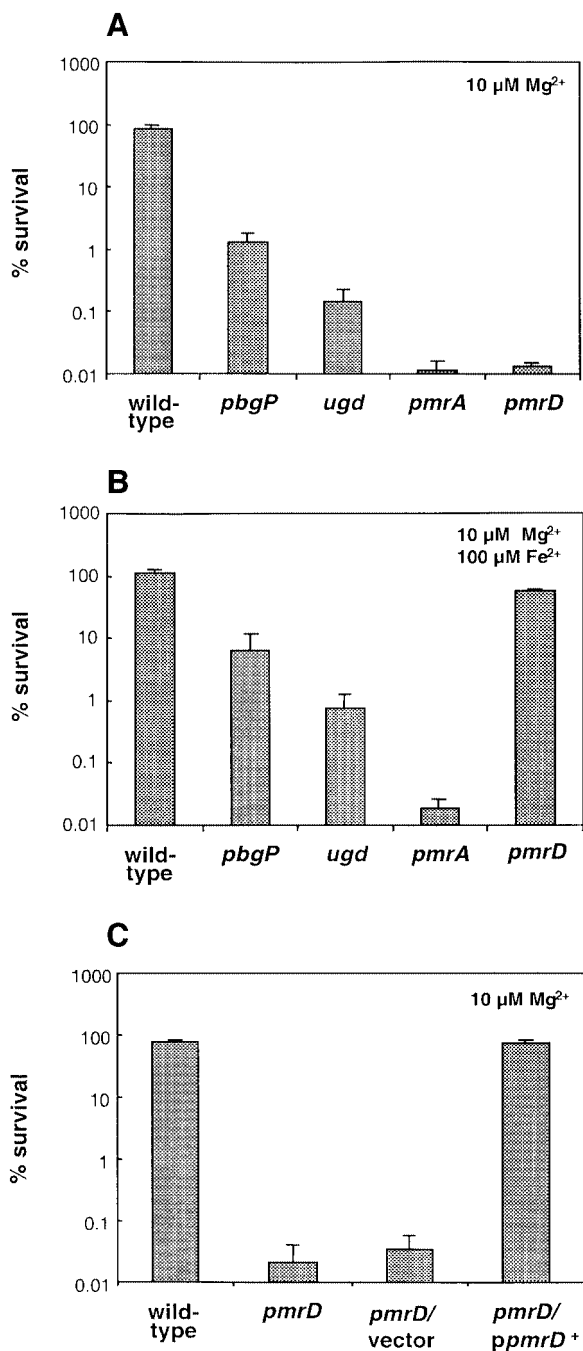 A
10 µM Mg2+
% survival
1000
100
10
1
0.1
0.01
wild-
type
pbgP
ugd
pmrA
pmrD
B
10 µM Mg2+
100 µM Fe2+
% survival
1000
100
10
1
0.1
0.01
wild-
type
pbgP
ugd
pmrA
pmrD
C
10 µM Mg2+
% survival
1000
100
10
1
0.1
0.01
wild-
type
pmrD
pmrD/
vector
pmrD/
ppmrD+